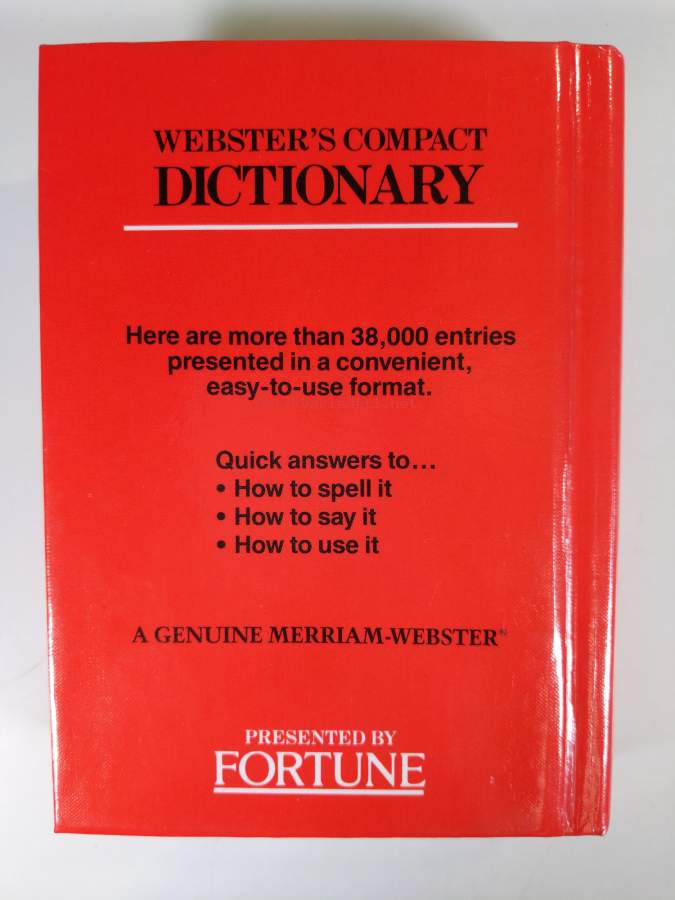 WEBSTER'S COMPACT
DICTIONARY
Here are more than 38,000 entries
presented in a convenient,
easy-to-use format.
Quick answers to...
• How to spell it
• How to say it
• How to use it
A GENUINE MERRIAM-WEBSTER®
PRESENTED BY
FORTUNE